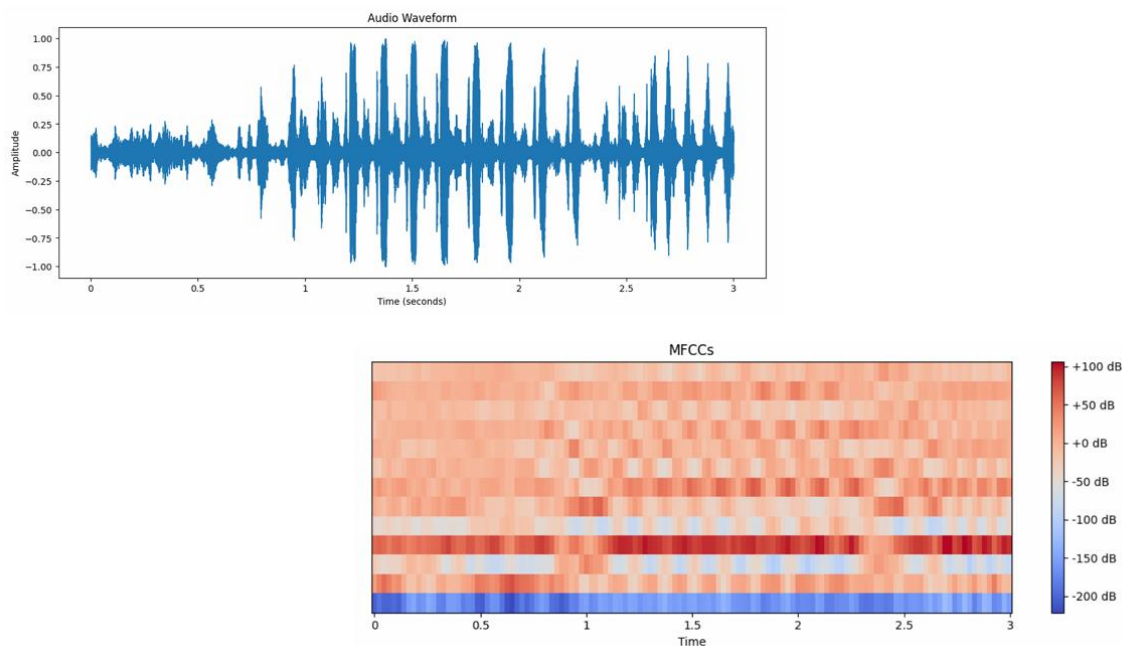 Audio Waveform
1.00
0.75
0.50
0.25
0.00
−0.25
−0.50
−0.75
−1.00
Amplitude
0 0.5 1 1.5 2 2.5 3
Time (seconds)
MFCCs
+100 dB
+50 dB
+0 dB
-50 dB
-100 dB
-150 dB
-200 dB
0 0.5 1 1.5 2 2.5 3
Time